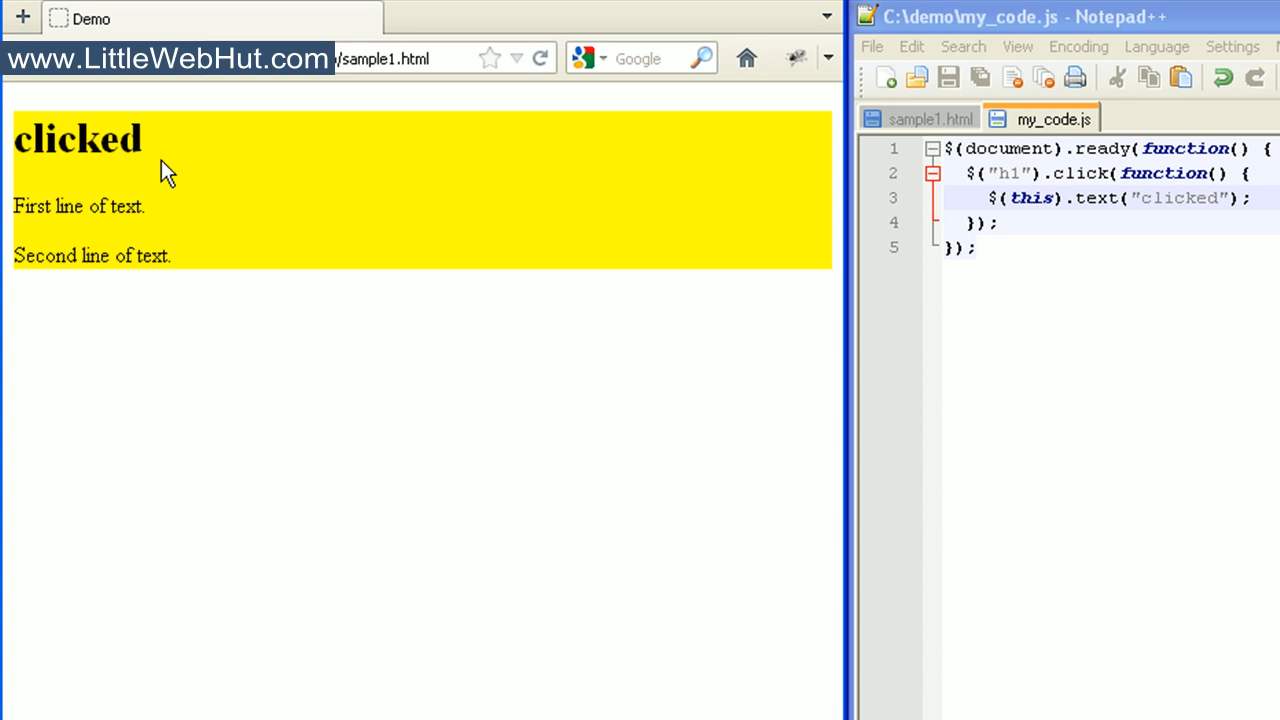 Demo
www.LittleWebHut.com
/sample1.html
Google
clicked
First line of text.
Second line of text.
C:\demo\my_code.js - Notepad++
File Edit Search View Encoding Language Settings
sample1.html my_code.js
1 $(document).ready(function() {
2 $("h1").click(function() {
3 $(this).text("clicked");
4 });
5 });